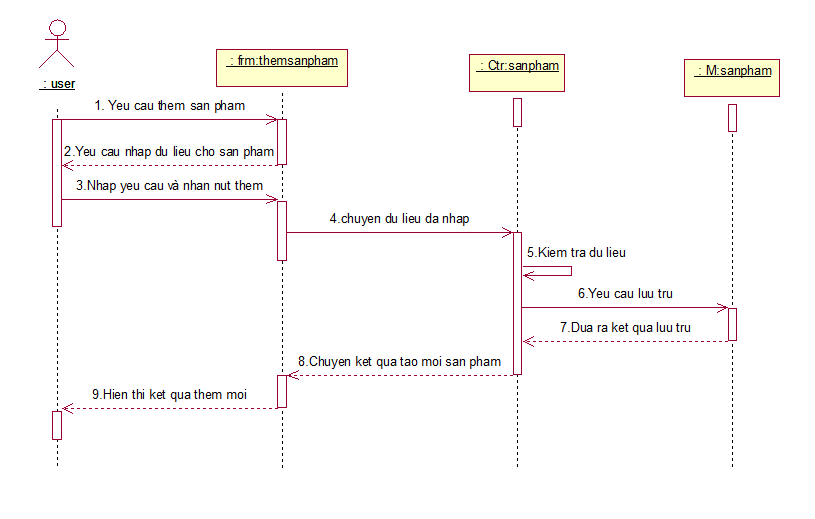 : user
: frm:themsanpham
: Ctr:sanpham
: M:sanpham
1. Yeu cau them san pham
2.Yeu cau nhap du lieu cho san pham
3.Nhap yeu cau và nhan nut them
4.chuyen du lieu da nhap
5.Kiem tra du lieu
6.Yeu cau luu tru
7.Dua ra ket qua luu tru
8.Chuyen ket qua tao moi san pham
9.Hien thi ket qua them moi